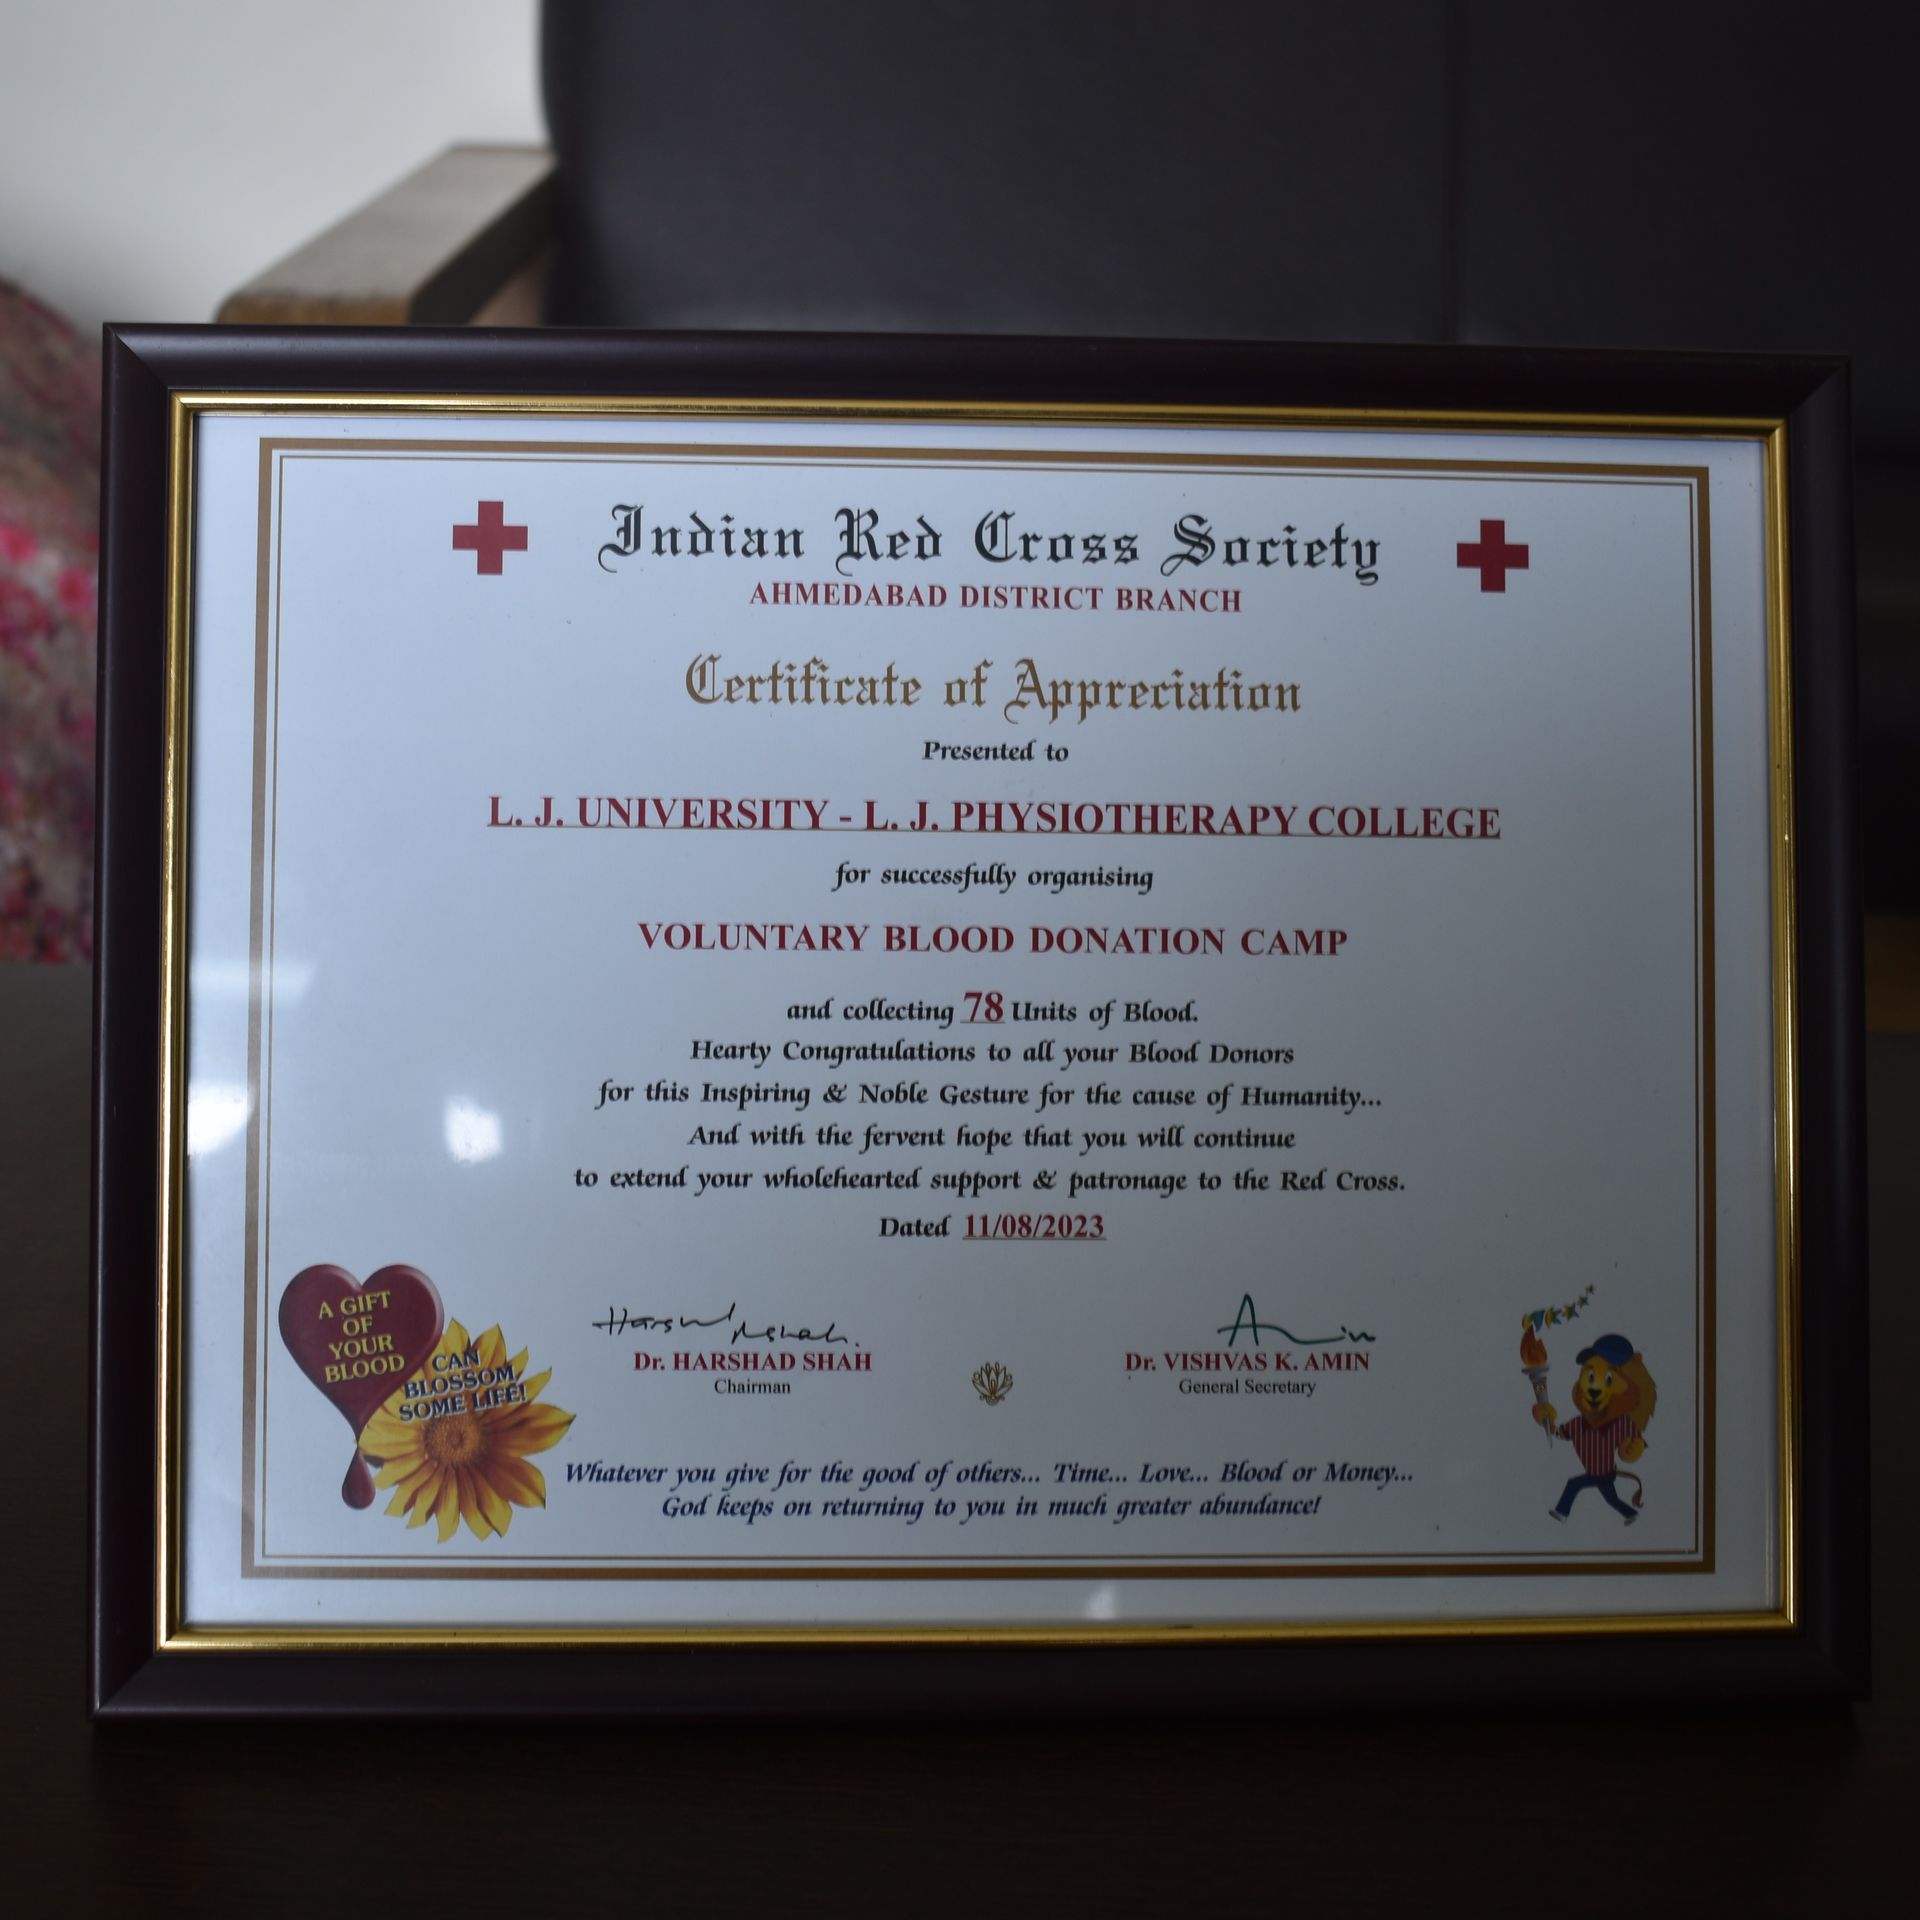 Indian Red Cross Society
AHMEDABAD DISTRICT BRANCH
Certificate of Appreciation
Presented to
L. J. UNIVERSITY - L. J. PHYSIOTHERAPY COLLEGE
for successfully organising
VOLUNTARY BLOOD DONATION CAMP
and collecting 78 Units of Blood.
Hearty Congratulations to all your Blood Donors
for this Inspiring & Noble Gesture for the cause of Humanity...
And with the fervent hope that you will continue
to extend your wholehearted support & patronage to the Red Cross.
Dated 11/08/2023
A GIFT
OF
YOUR
BLOOD
CAN
BLOSSOM
SOME LIFE!
Harshad Nshah.
Dr. HARSHAD SHAH
Chairman
Amin
Dr. VISHVAS K. AMIN
General Secretary
Whatever you give for the good of others... Time... Love... Blood or Money...
God keeps on returning to you in much greater abundance!